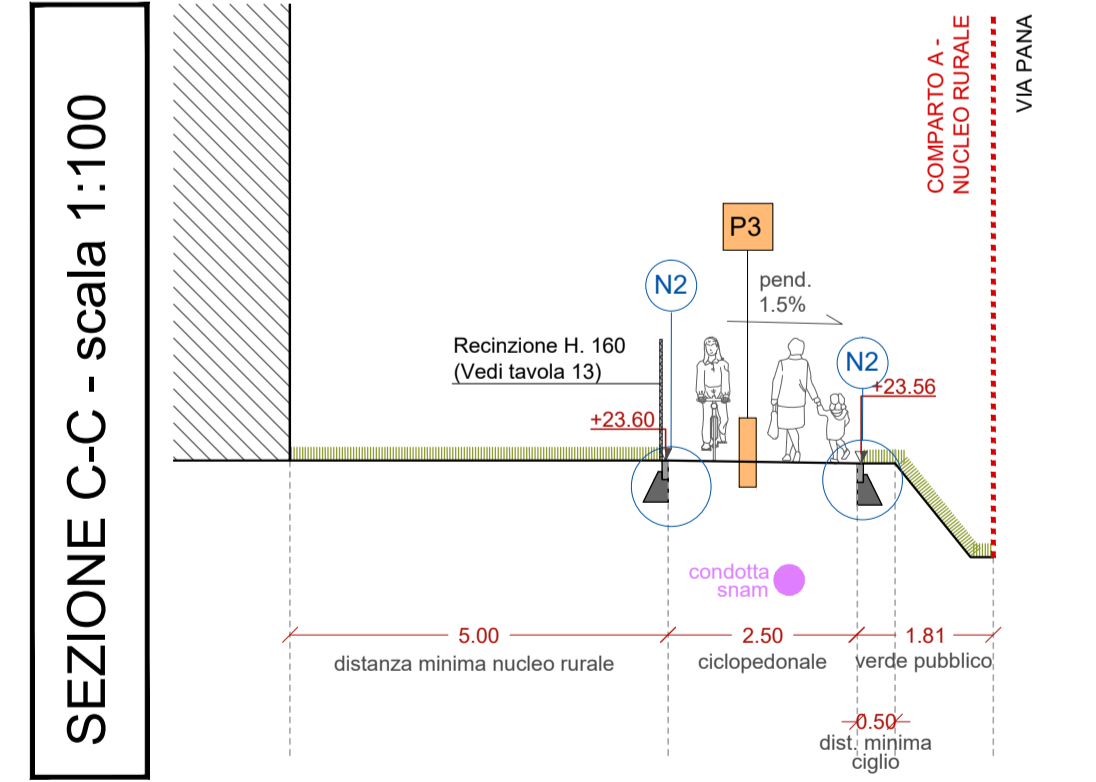 SEZIONE C-C - scala 1:100
COMPARTO A -
NUCLEO RURALE
VIA PANA
P3
N2
pend.
1.5%
Recinzione H. 160
(Vedi tavola 13)
N2
+23.56
+23.60
condotta
snam
5.00
2.50
1.81
distanza minima nucleo rurale
ciclopedonale
verde pubblico
0.50
dist. minima
ciglio